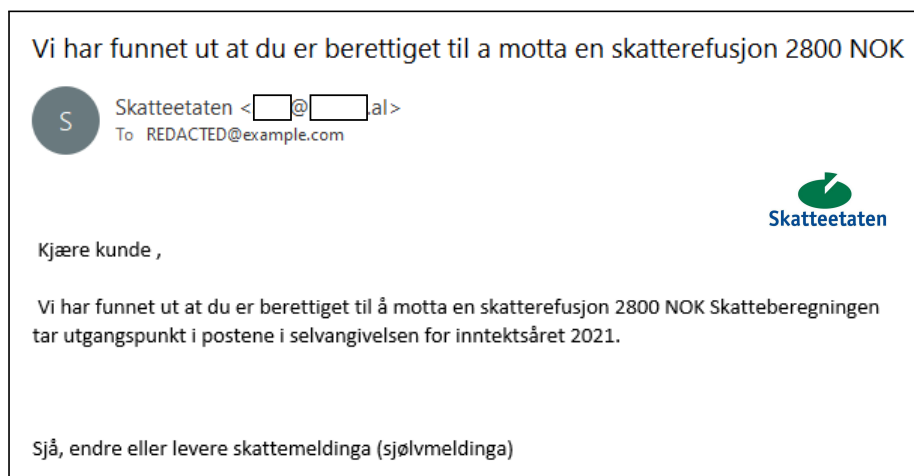 Vi har funnet ut at du er berettiget til a motta en skatterefusjon 2800 NOK
S
Skatteetaten < @ .al>
To REDACTED@example.com
Skatteetaten
Kjære kunde ,
Vi har funnet ut at du er berettiget til å motta en skatterefusjon 2800 NOK Skatteberegningen
tar utgangspunkt i postene i selvangivelsen for inntektsåret 2021.
Sjå, endre eller levere skattemeldinga (sjølvmeldinga)